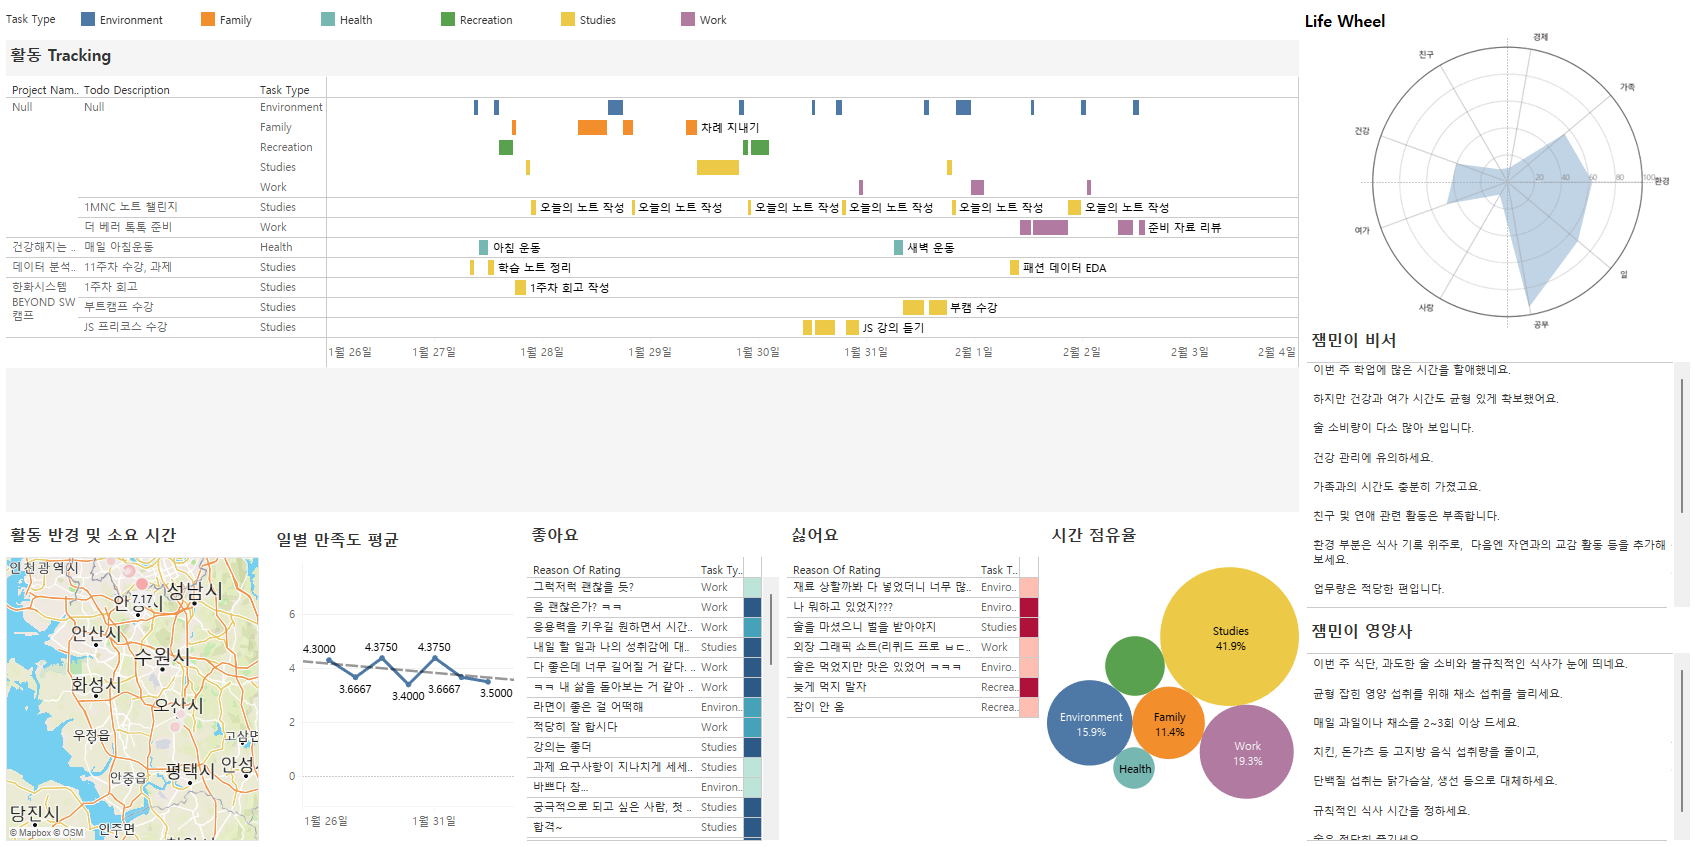 Task Type Environment Family Health Recreation Studies Work
활동 Tracking
Project Nam.. Todo Description Task Type
Null Null Environment
Family 차례 지내기
Recreation
Studies
Work
1MNC 노트 챌린지 Studies 오늘의 노트 작성 오늘의 노트 작성 오늘의 노트 작성 오늘의 노트 작성 오늘의 노트 작성 오늘의 노트 작성
더 베러 톡톡 준비 Work 준비 자료 리뷰
건강해지는 .. 매일 아침운동 Health 아침 운동 새벽 운동
데이터 분석.. 11주차 수강, 과제 Studies 학습 노트 정리 패션 데이터 EDA
한화시스템 1주차 회고 Studies 1주차 회고 작성
BEYOND SW
캠프
부트캠프 수강 Studies 부캠 수강
JS 프리코스 수강 Studies JS 강의 듣기
1월 26일 1월 27일 1월 28일 1월 29일 1월 30일 1월 31일 2월 1일 2월 2일 2월 3일 2월 4일
Life Wheel
경제
친구
가족
건강
20 40 60 80 100
환경
여가
일
사랑
공부
잼민이 비서
이번 주 학업에 많은 시간을 할애했네요.
하지만 건강과 여가 시간도 균형 있게 확보했어요.
술 소비량이 다소 많아 보입니다.
건강 관리에 유의하세요.
가족과의 시간도 충분히 가졌고요.
친구 및 연애 관련 활동은 부족합니다.
환경 부분은 식사 기록 위주로, 다음엔 자연과의 교감 활동 등을 추가해
보세요.
업무량은 적당한 편입니다.
잼민이 영양사
이번 주 식단, 과도한 술 소비와 불규칙적인 식사가 눈에 띄네요.
균형 잡힌 영양 섭취를 위해 채소 섭취를 늘리세요.
매일 과일이나 채소를 2~3회 이상 드세요.
치킨, 돈가츠 등 고지방 음식 섭취량을 줄이고,
단백질 섭취는 닭가슴살, 생선 등으로 대체하세요.
규칙적인 식사 시간을 정하세요.
술은 적당히 즐기세요
활동 반경 및 소요 시간
인천광역시
성남시
안양시
7.17
안산시
수원시
화성시
오산시
우정읍
고삼면
안중읍
평택시
안성
당진시
인주면
© Mapbox © OSM
일별 만족도 평균
6
4
2
0
4.3000
3.6667
4.3750
3.4000
4.3750
3.6667
3.5000
1월 26일 1월 31일
좋아요
Reason Of Rating Task Ty..
그럭저럭 괜찮을 듯? Work
음 괜찮은가? ㅋㅋ Work
응용력을 키우길 원하면서 시간.. Work
내일 할 일과 나의 성취감에 대.. Studies
다 좋은데 너무 길어질 거 같다. .. Work
ㅋㅋ 내 삶을 돌아보는 거 같아 .. Work
라면이 좋은 걸 어떡해 Environ..
적당히 잘 합시다 Work
강의는 좋더 Studies
과제 요구사항이 지나치게 세세.. Studies
바쁘다 참... Environ..
궁극적으로 되고 싶은 사람, 첫 .. Studies
합격~ Studies
싫어요
Reason Of Rating Task T..
재료 상할까봐 다 넣었더니 너무 많.. Enviro..
나 뭐하고 있었지??? Enviro..
술을 마셨으니 벌을 받아야지 Studies
외장 그래픽 쇼트(리퀴드 프로 ㅂㄷ.. Work
술은 먹었지만 맛은 있었어 ㅋㅋㅋ Enviro..
늦게 먹지 말자 Recrea..
잠이 안 옴 Recrea..
시간 점유율
Studies
41.9%
Environment
15.9%
Family
11.4%
Work
19.3%
Health